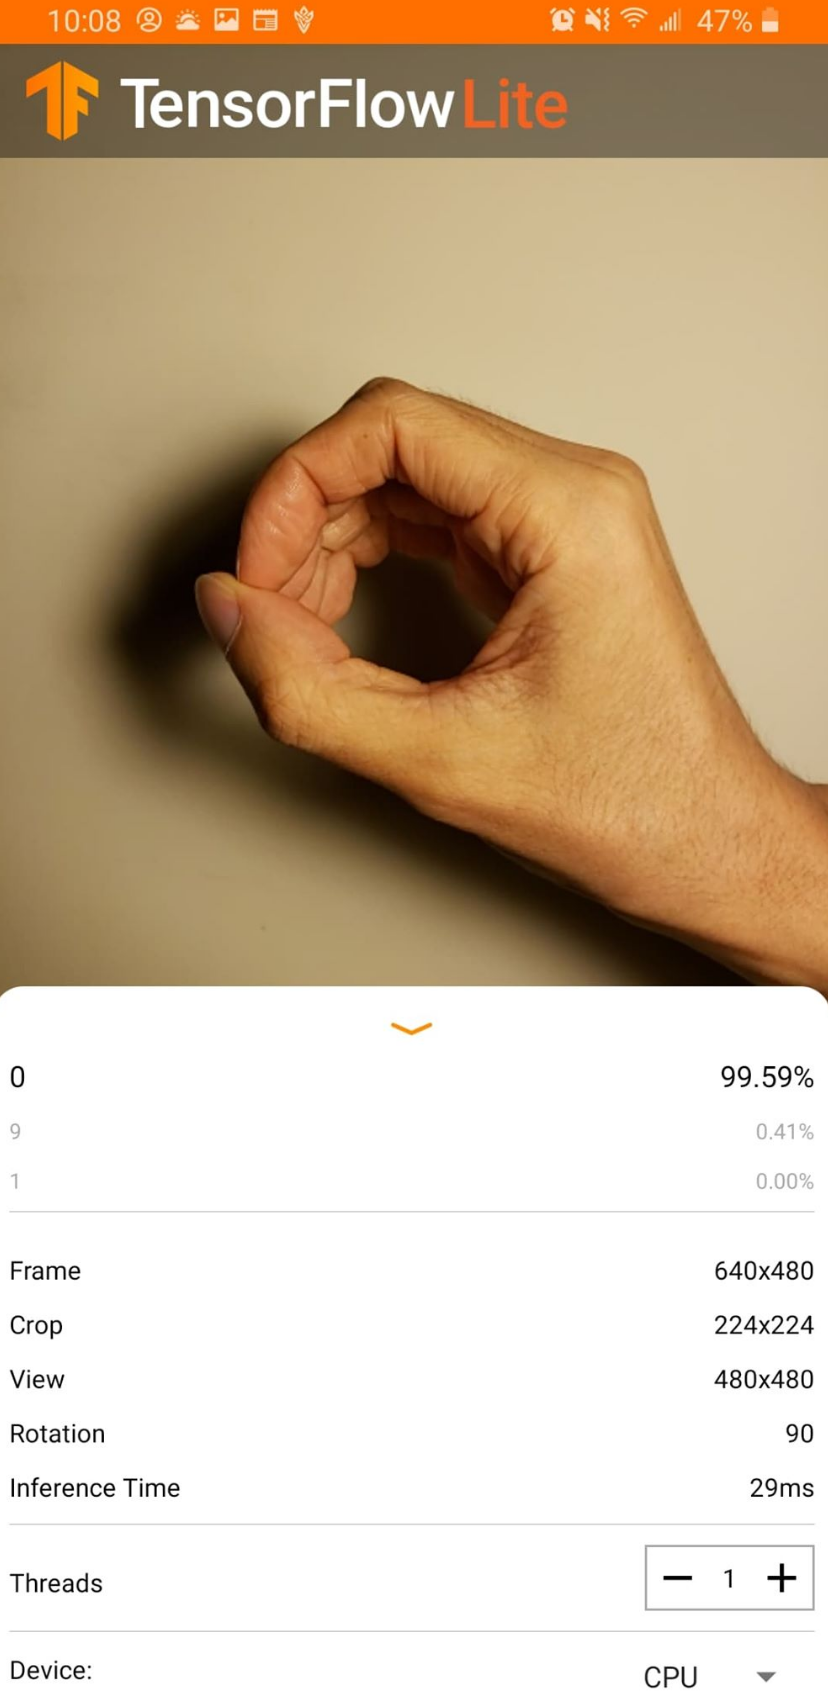 10:08 47%
TensorFlow Lite
0 99.59%
9 0.41%
1 0.00%
Frame 640x480
Crop 224x224
View 480x480
Rotation 90
Inference Time 29ms
Threads 1
Device: CPU